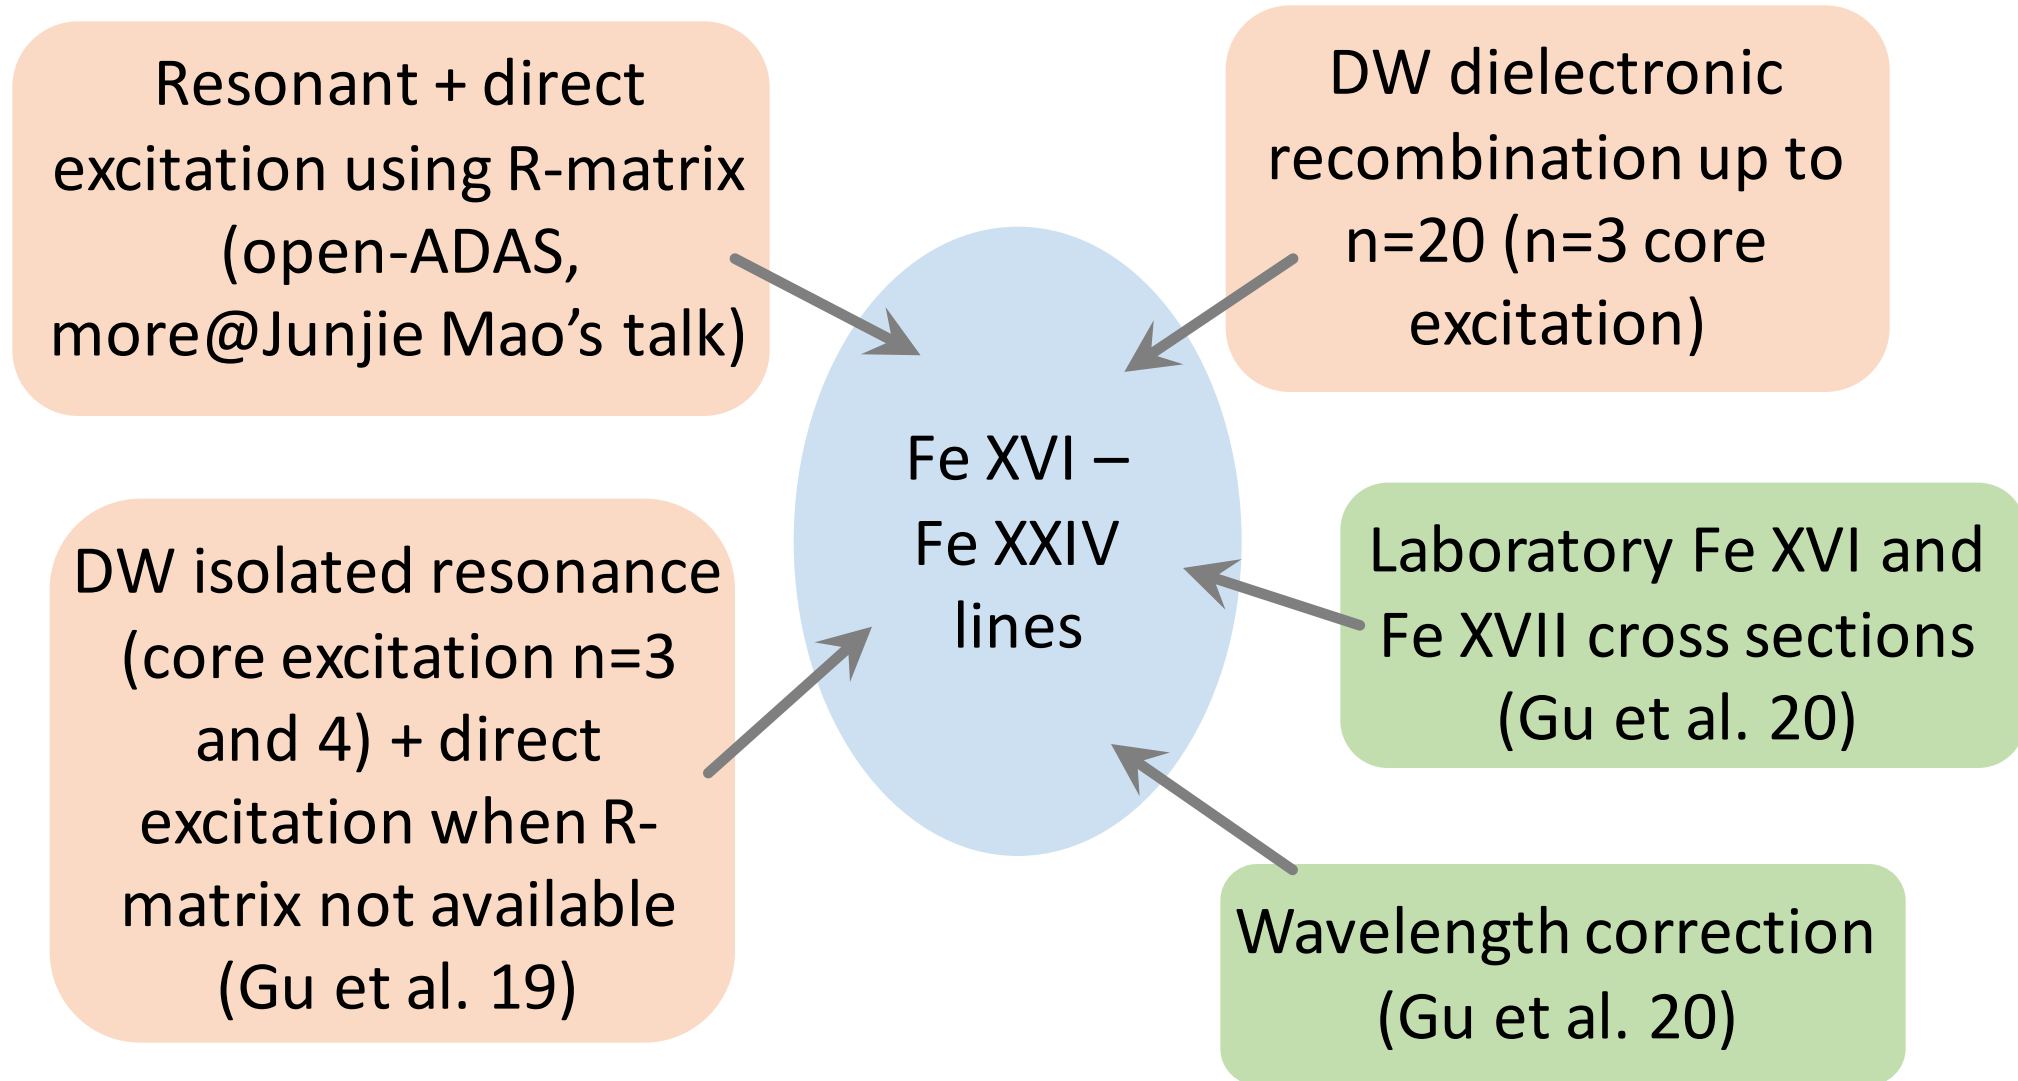 Resonant + direct
excitation using R-matrix
(open-ADAS,
more@Junjie Mao’s talk)
DW dielectronic
recombination up to
n=20 (n=3 core
excitation)
Fe XVI –
Fe XXIV
lines
DW isolated resonance
(core excitation n=3
and 4) + direct
excitation when R-
matrix not available
(Gu et al. 19)
Laboratory Fe XVI and
Fe XVII cross sections
(Gu et al. 20)
Wavelength correction
(Gu et al. 20)